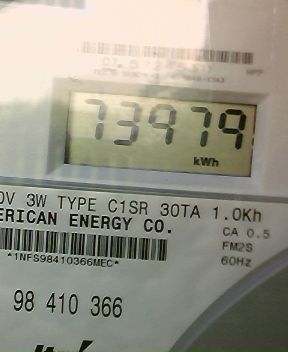 73979
kWh
0V 3W TYPE C1SR 30TA 1.0Kh
ERICAN ENERGY CO.
CA 0.5
FM2S
*1NFS98410366MEC*
60Hz
98 410 366